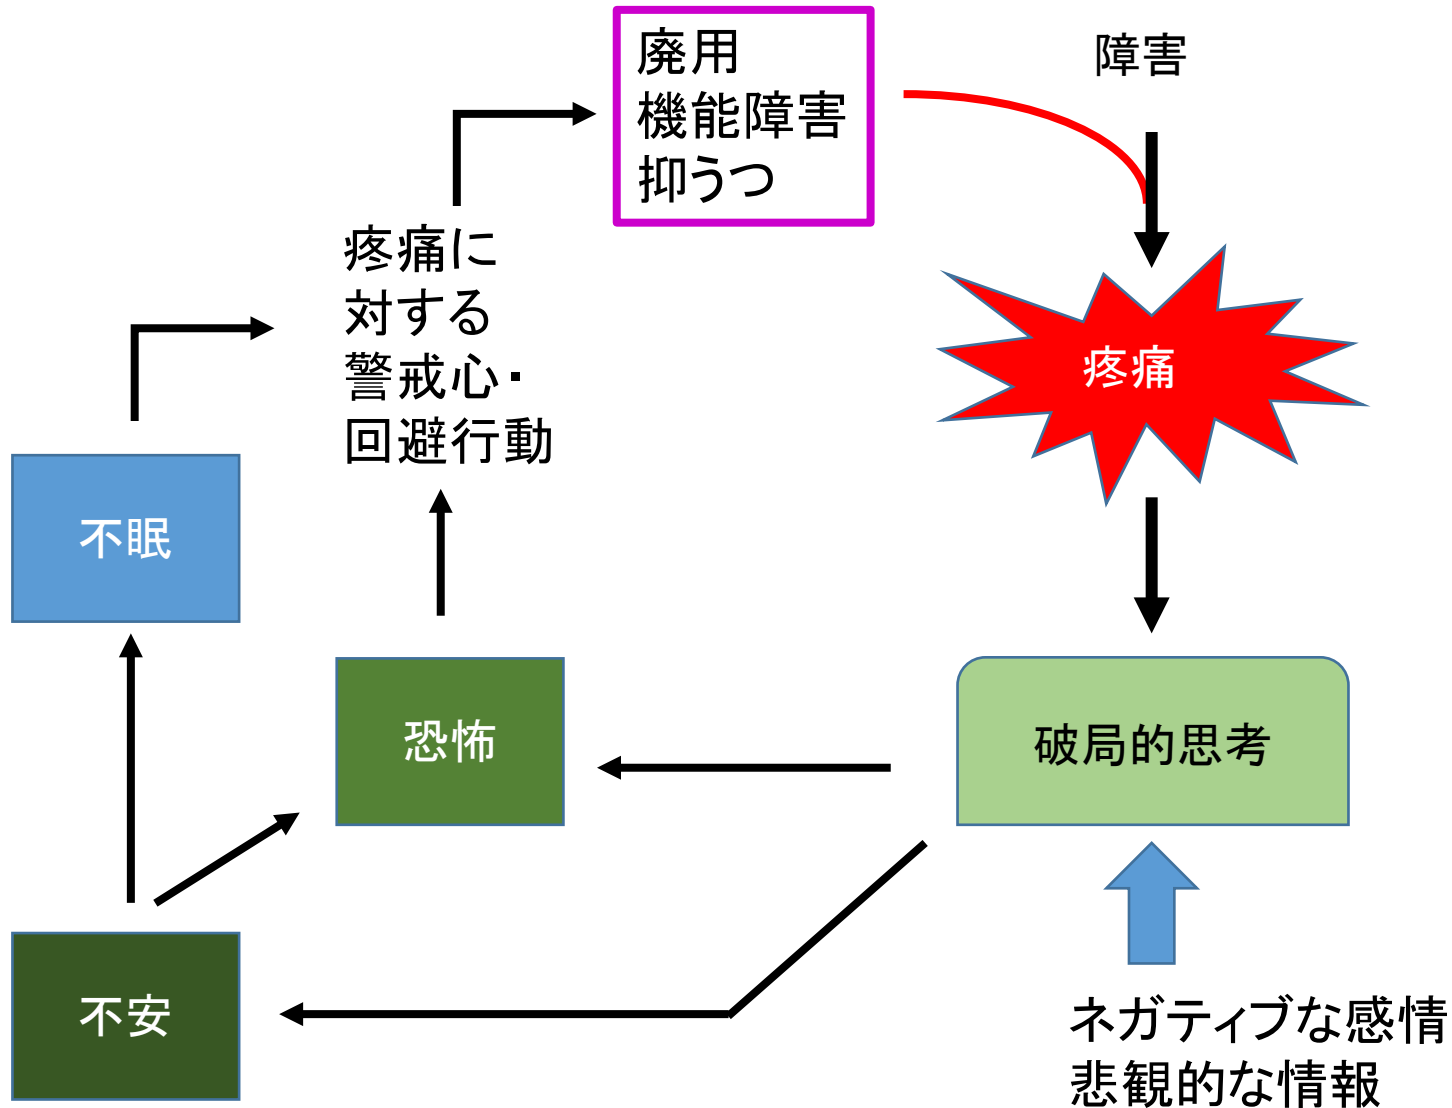 廃用
機能障害
抑うつ
障害
疼痛に
対する
警戒心・
回避行動
疼痛
不眠
恐怖
破局的思考
不安
ネガティブな感情
悲観的な情報